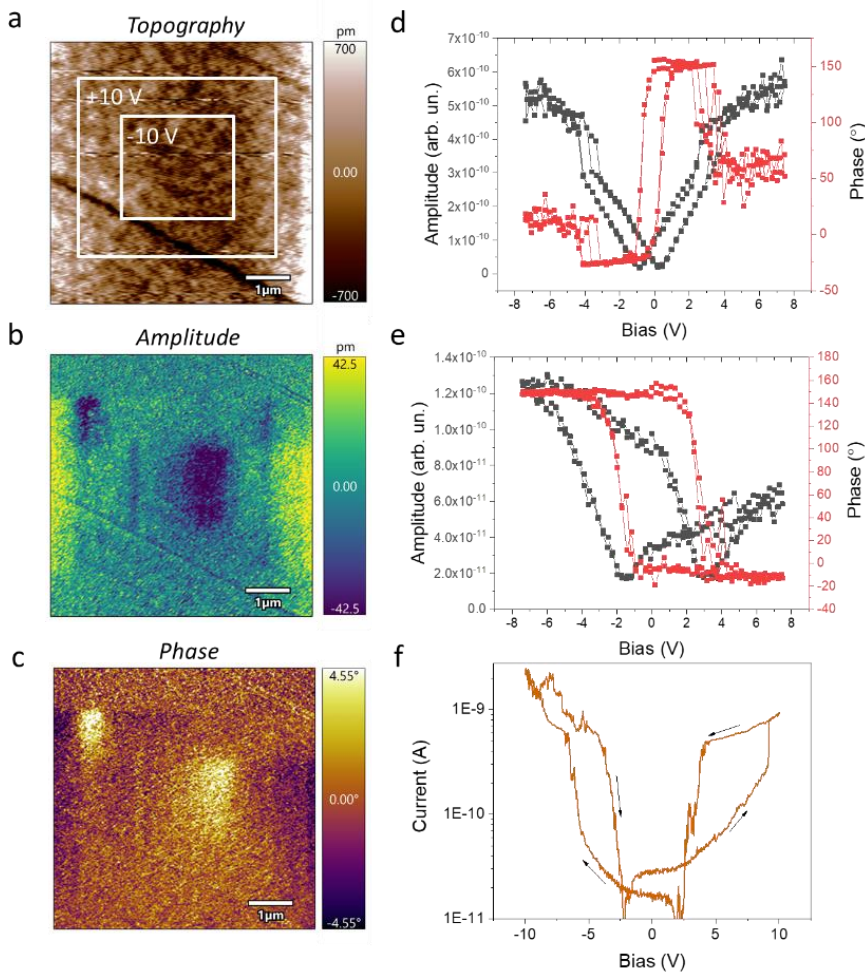 a
Topography
+10 V
-10 V
1µm
pm
700
0.00
-700
b
Amplitude
1µm
pm
42.5
0.00
-42.5
c
Phase
1µm
4.55°
0.00°
-4.55°
d
7x10⁻¹⁰
6x10⁻¹⁰
5x10⁻¹⁰
4x10⁻¹⁰
3x10⁻¹⁰
2x10⁻¹⁰
1x10⁻¹⁰
0
Amplitude (arb. un.)
150
100
50
0
-50
Phase (°)
-8 -6 -4 -2 0 2 4 6 8
Bias (V)
e
1.4x10⁻¹⁰
1.2x10⁻¹⁰
1.0x10⁻¹⁰
8.0x10⁻¹¹
6.0x10⁻¹¹
4.0x10⁻¹¹
2.0x10⁻¹¹
0.0
Amplitude (arb. un.)
180
160
140
120
100
80
60
40
20
0
-20
-40
Phase (°)
-8 -6 -4 -2 0 2 4 6 8
Bias (V)
f
1E-9
1E-10
1E-11
Current (A)
-10 -5 0 5 10
Bias (V)